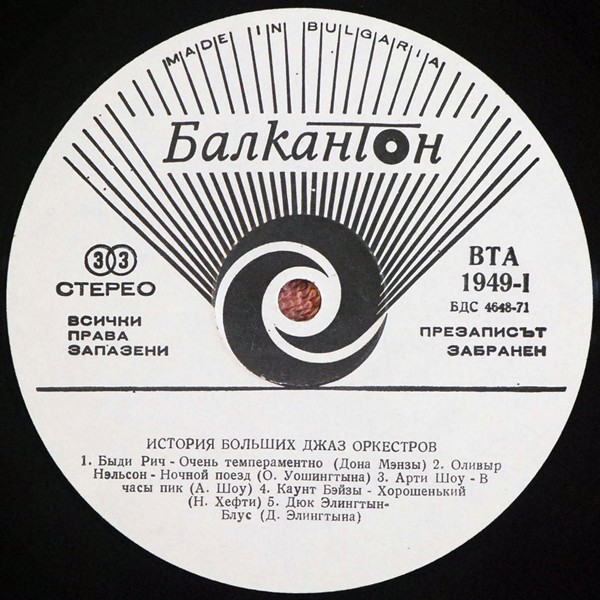 MADE IN BULGARIA
Балкантон
33
СТЕРЕО
ВСИЧКИ
ПРАВА
ЗАПАЗЕНИ
ВТА
1949-I
БДС 4648-71
ПРЕЗАПИСЪТ
ЗАБРАНЕН
ИСТОРИЯ БОЛЬШИХ ДЖАЗ ОРКЕСТРОВ
1. Быди Рич - Очень темпераментно (Дона Мэнзы) 2. Оливыр
Нэльсон - Ночной поезд (О. Уошингтына) 3. Арти Шоу - В
часы пик (А. Шоу) 4. Каунт Бэйзы - Хорошенький
(Н. Хефти) 5. Дюк Элингтын-
Блус (Д. Элингтына)